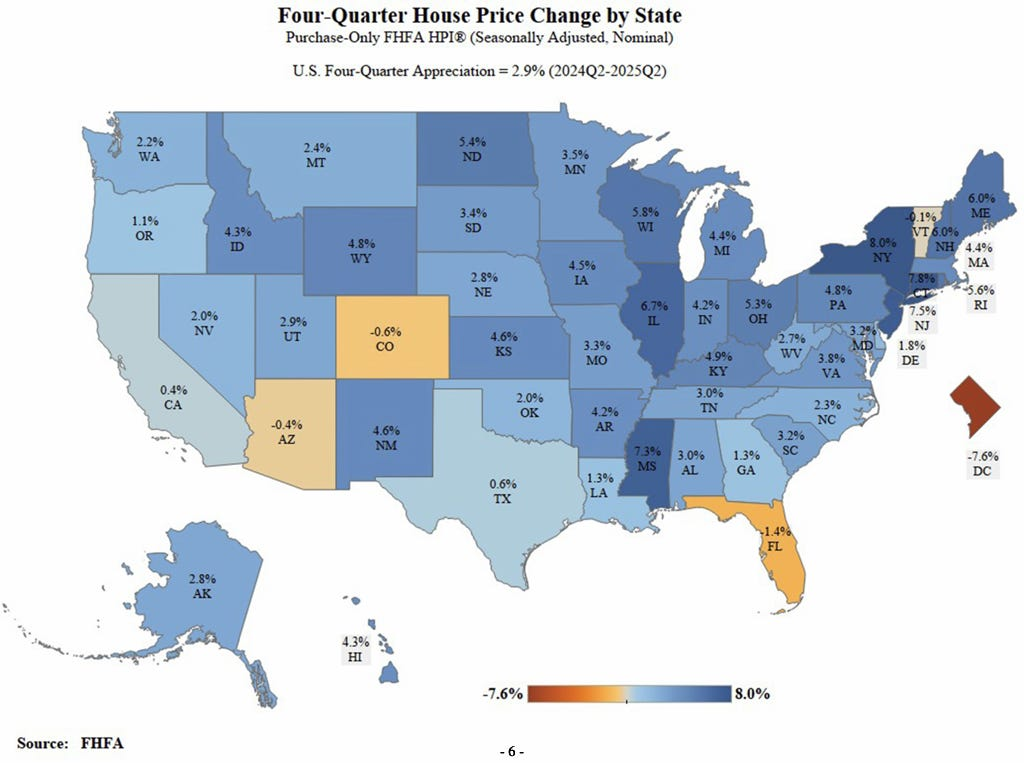 Four-Quarter House Price Change by State
Purchase-Only FHFA HPI® (Seasonally Adjusted, Nominal)
U.S. Four-Quarter Appreciation = 2.9% (2024Q2-2025Q2)
2.2%
WA
2.4%
MT
5.4%
ND
3.5%
MN
5.8%
WI
4.4%
MI
8.0%
NY
-0.1%
VT
6.0%
NH
6.0%
ME
4.4%
MA
5.6%
RI
7.8%
CT
7.5%
NJ
1.8%
DE
1.1%
OR
4.3%
ID
4.8%
WY
3.4%
SD
4.5%
IA
2.8%
NE
6.7%
IL
4.2%
IN
5.3%
OH
4.8%
PA
3.2%
MD
2.7%
WV
3.8%
VA
2.0%
NV
2.9%
UT
-0.6%
CO
4.6%
KS
3.3%
MO
4.9%
KY
3.0%
TN
2.3%
NC
0.4%
CA
-0.4%
AZ
4.6%
NM
2.0%
OK
4.2%
AR
7.3%
MS
3.0%
AL
1.3%
GA
3.2%
SC
-7.6%
DC
0.6%
TX
1.3%
LA
-1.4%
FL
2.8%
AK
4.3%
HI
-7.6%
8.0%
Source: FHFA
- 6 -